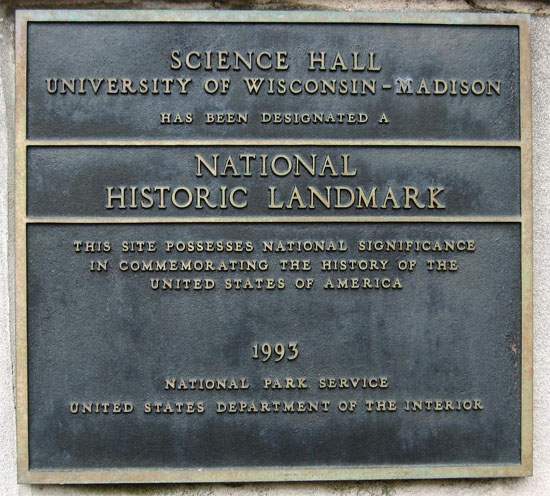 SCIENCE HALL
UNIVERSITY OF WISCONSIN-MADISON
HAS BEEN DESIGNATED A
NATIONAL
HISTORIC LANDMARK
THIS SITE POSSESSES NATIONAL SIGNIFICANCE
IN COMMEMORATING THE HISTORY OF THE
UNITED STATES OF AMERICA
1993
NATIONAL PARK SERVICE
UNITED STATES DEPARTMENT OF THE INTERIOR